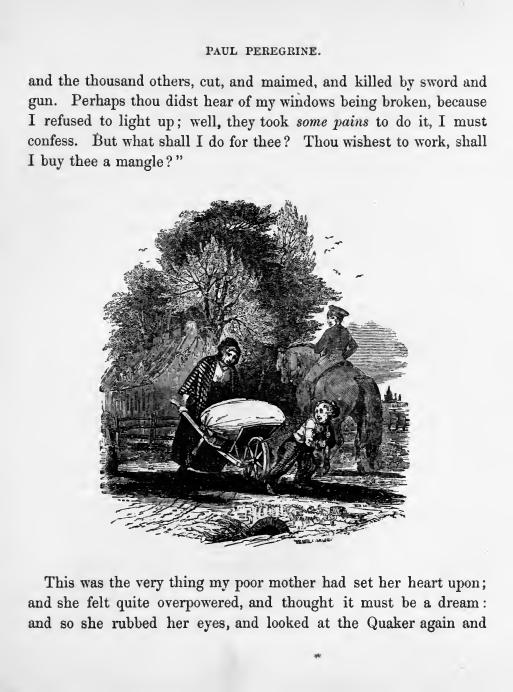 PAUL PEREGRINE.
and the thousand others, cut, and maimed, and killed by sword and
gun. Perhaps thou didst hear of my windows being broken, because
I refused to light up; well, they took some pains to do it, I must
confess. But what shall I do for thee? Thou wishest to work, shall
I buy thee a mangle?"
This was the very thing my poor mother had set her heart upon;
and she felt quite overpowered, and thought it must be a dream:
and so she rubbed her eyes, and looked at the Quaker again and